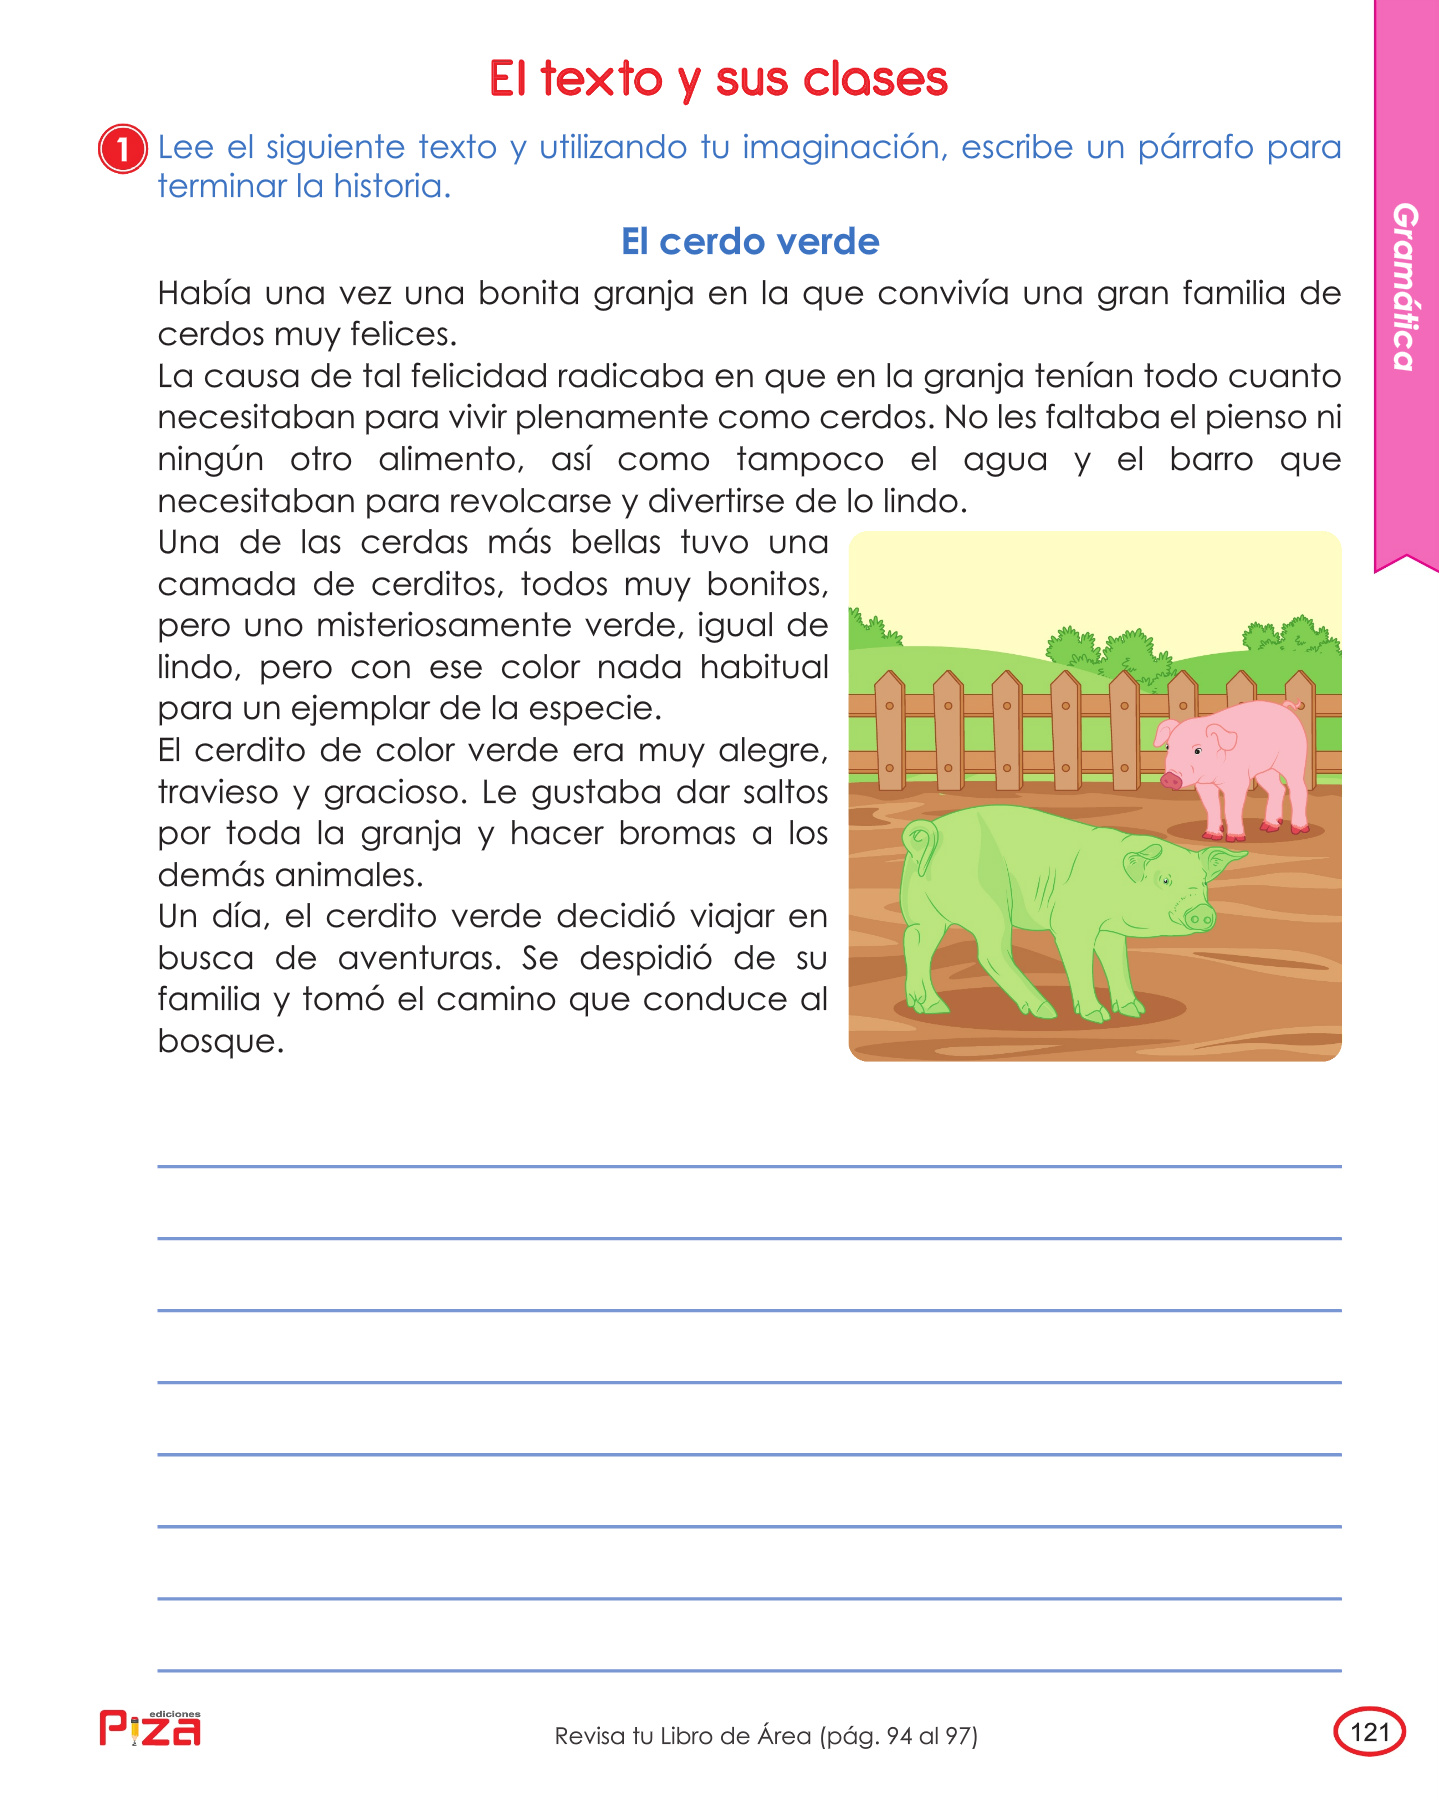 El texto y sus clases
1 Lee el siguiente texto y utilizando tu imaginación, escribe un párrafo para
terminar la historia.
Gramática
El cerdo verde
Había una vez una bonita granja en la que convivía una gran familia de
cerdos muy felices.
La causa de tal felicidad radicaba en que en la granja tenían todo cuanto
necesitaban para vivir plenamente como cerdos. No les faltaba el pienso ni
ningún otro alimento, así como tampoco el agua y el barro que
necesitaban para revolcarse y divertirse de lo lindo.
Una de las cerdas más bellas tuvo una
camada de cerditos, todos muy bonitos,
pero uno misteriosamente verde, igual de
lindo, pero con ese color nada habitual
para un ejemplar de la especie.
El cerdito de color verde era muy alegre,
travieso y gracioso. Le gustaba dar saltos
por toda la granja y hacer bromas a los
demás animales.
Un día, el cerdito verde decidió viajar en
busca de aventuras. Se despidió de su
familia y tomó el camino que conduce al
bosque.
ediciones
Piza
Revisa tu Libro de Área (pág. 94 al 97)
121